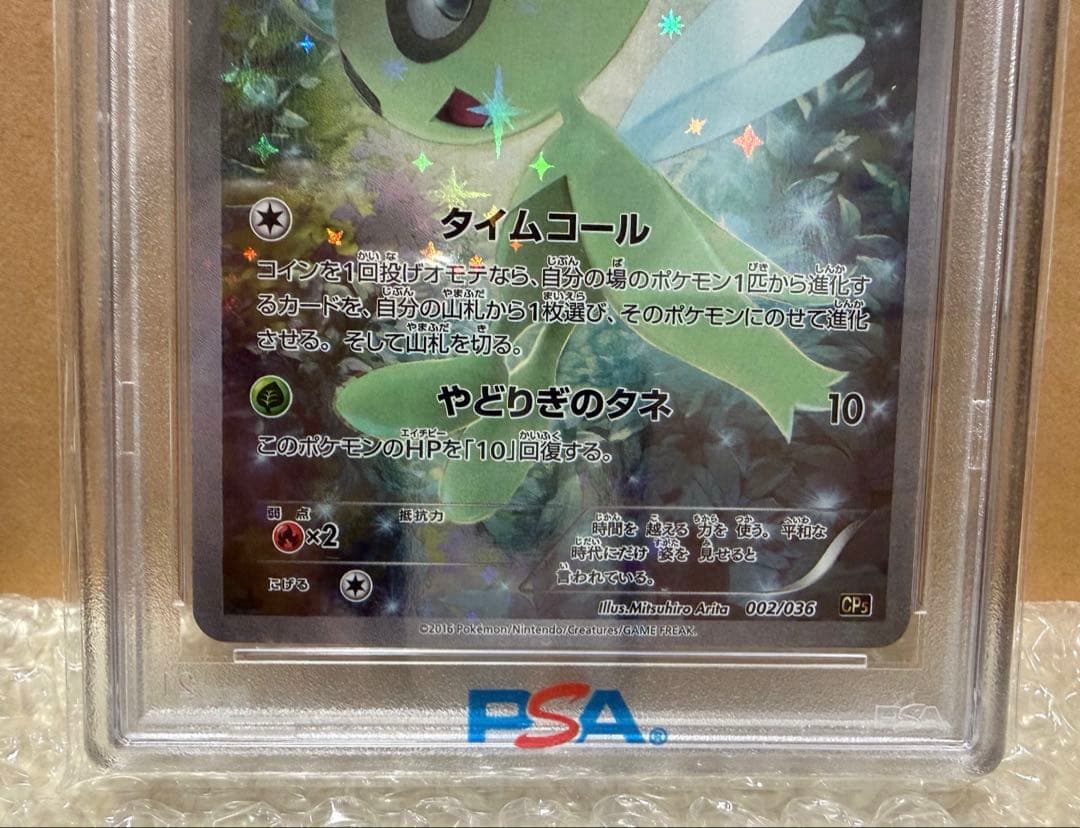 タイムコール
コインを1回投げオモテなら、自分の場のポケモン1匹から進化す
るカードを、自分の山札から1枚選び、そのポケモンにのせて進化
させる。そして山札を切る。
やどりぎのタネ 10
このポケモンのHPを「10」回復する。
弱点 ×2 抵抗力
にげる
時間を 越える 力を 使う。平和な
時代にだけ 姿を 見せると
言われている。
Illus.Mitsuhiro Arita 002/036 CP5
©2016 Pokémon/Nintendo/Creatures/GAME FREAK.
PSA®
PSA